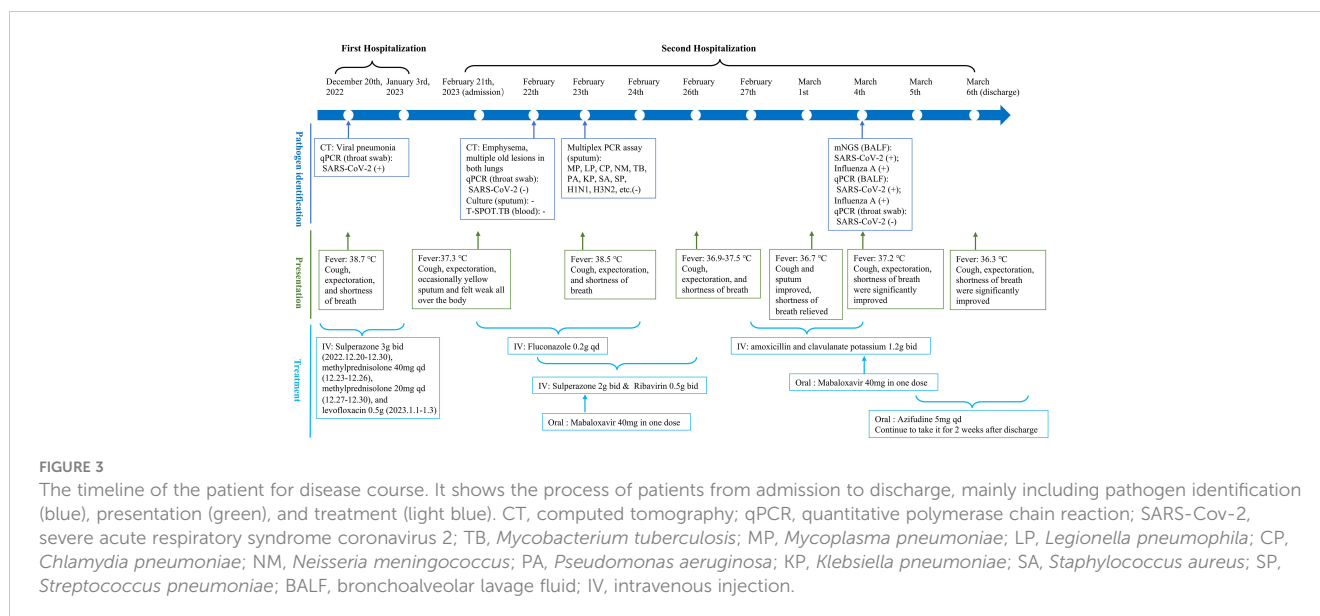 First Hospitalization
Second Hospitalization
December 20th,
2022
January 3rd,
2023
February 21th,
2023 (admission)
February
22th
February
23th
February
24th
February
26th
February
27th
March
1st
March
4th
March
5th
March
6th (discharge)
Pathogen identification
CT: Viral pneumonia
qPCR (throat swab):
SARS-CoV-2 (+)
CT: Emphysema,
multiple old lesions in
both lungs
qPCR (throat swab):
SARS-CoV-2 (-)
Culture (sputum): -
T-SPOT.TB (blood): -
Multiplex PCR assay
(sputum):
MP, LP, CP, NM, TB,
PA, KP, SA, SP,
H1N1, H3N2, etc.(-)
mNGS (BALF):
SARS-CoV-2 (+);
Influenza A (+)
qPCR (BALF):
SARS-CoV-2 (+);
Influenza A (+)
qPCR (throat swab):
SARS-CoV-2 (-)
Presentation
Fever: 38.7 °C
Cough,
expectoration,
and shortness
of breath
Fever:37.3 °C
Cough, expectoration,
occasionally yellow
sputum and felt weak all
over the body
Fever: 38.5 °C
Cough, expectoration,
and shortness of
breath
Fever: 36.9-37.5 °C
Cough,
expectoration, and
shortness of breath
Fever: 36.7 °C
Cough and
sputum
improved,
shortness of
breath relieved
Fever: 37.2 °C
Cough, expectoration,
shortness of breath
were significantly
improved
Fever: 36.3 °C
Cough, expectoration,
shortness of breath
were significantly
improved
Treatment
IV: Sulperazone 3g bid
(2022.12.20-12.30),
methylprednisolone 40mg qd
(12.23-12.26),
methylprednisolone 20mg qd
(12.27-12.30), and
levofloxacin 0.5g (2023.1.1-1.3)
IV: Fluconazole 0.2g qd
IV: Sulperazone 2g bid & Ribavirin 0.5g bid
Oral : Mabaloxavir 40mg in one dose
IV: amoxicillin and clavulanate potassium 1.2g bid
Oral : Mabaloxavir 40mg in one dose
Oral : Azifudine 5mg qd
Continue to take it for 2 weeks after discharge
FIGURE 3
The timeline of the patient for disease course. It shows the process of patients from admission to discharge, mainly including pathogen identification
(blue), presentation (green), and treatment (light blue). CT, computed tomography; qPCR, quantitative polymerase chain reaction; SARS-Cov-2,
severe acute respiratory syndrome coronavirus 2; TB, Mycobacterium tuberculosis; MP, Mycoplasma pneumoniae; LP, Legionella pneumophila; CP,
Chlamydia pneumoniae; NM, Neisseria meningococcus; PA, Pseudomonas aeruginosa; KP, Klebsiella pneumoniae; SA, Staphylococcus aureus; SP,
Streptococcus pneumoniae; BALF, bronchoalveolar lavage fluid; IV, intravenous injection.